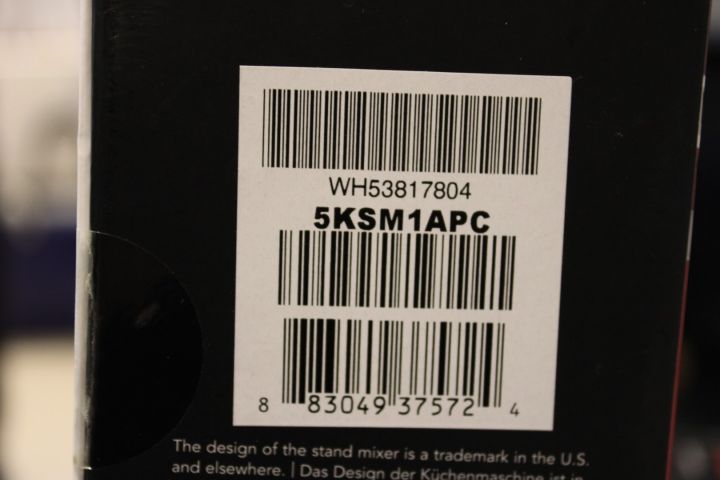 WH53817804
5KSM1APC
8 83049 37572 4
The design of the stand mixer is a trademark in the U.S.
and elsewhere. | Das Design der Küchenmaschine ist in